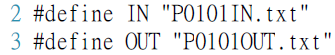 2 #define IN "P0101IN.txt"
3 #define OUT "P0101OUT.txt"